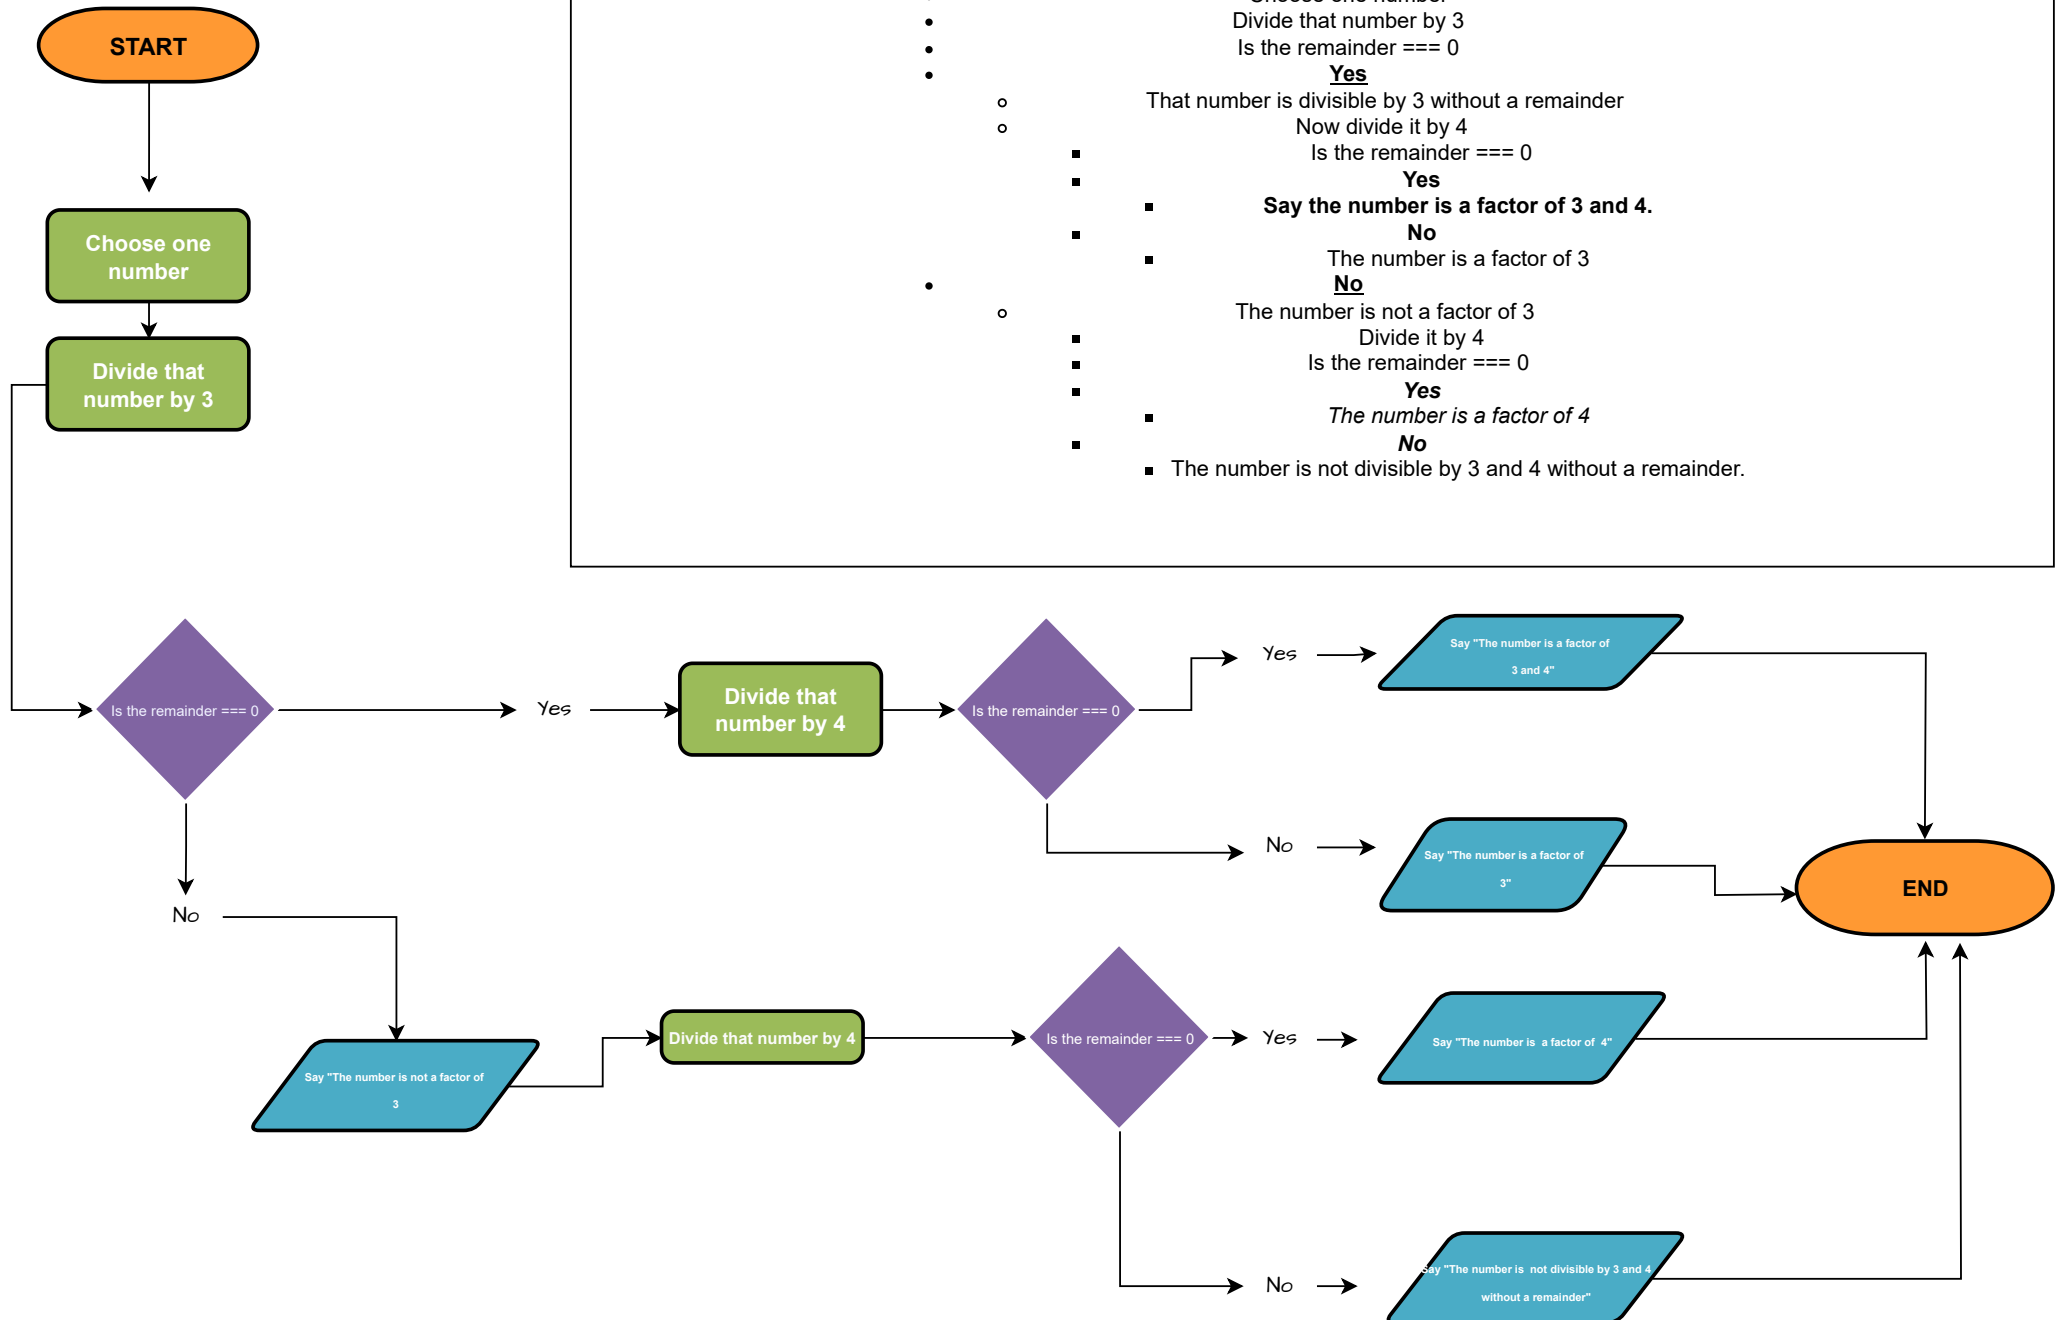 Choose one number
Divide that number by 3
Is the remainder === 0
Yes
That number is divisible by 3 without a remainder
Now divide it by 4
Is the remainder === 0
Yes
Say the number is a factor of 3 and 4.
No
The number is a factor of 3
No
The number is not a factor of 3
Divide it by 4
Is the remainder === 0
Yes
The number is a factor of 4
No
The number is not divisible by 3 and 4 without a remainder.
START
Choose one
number
Divide that
number by 3
Is the remainder === 0
Yes
Divide that
number by 4
Is the remainder === 0
Yes
Say "The number is a factor of
3 and 4"
No
Say "The number is a factor of
3"
END
No
Say "The number is not a factor of
3
Divide that number by 4
Is the remainder === 0
Yes
Say "The number is  a factor of  4"
No
Say "The number is  not divisible by 3 and 4
without a remainder"